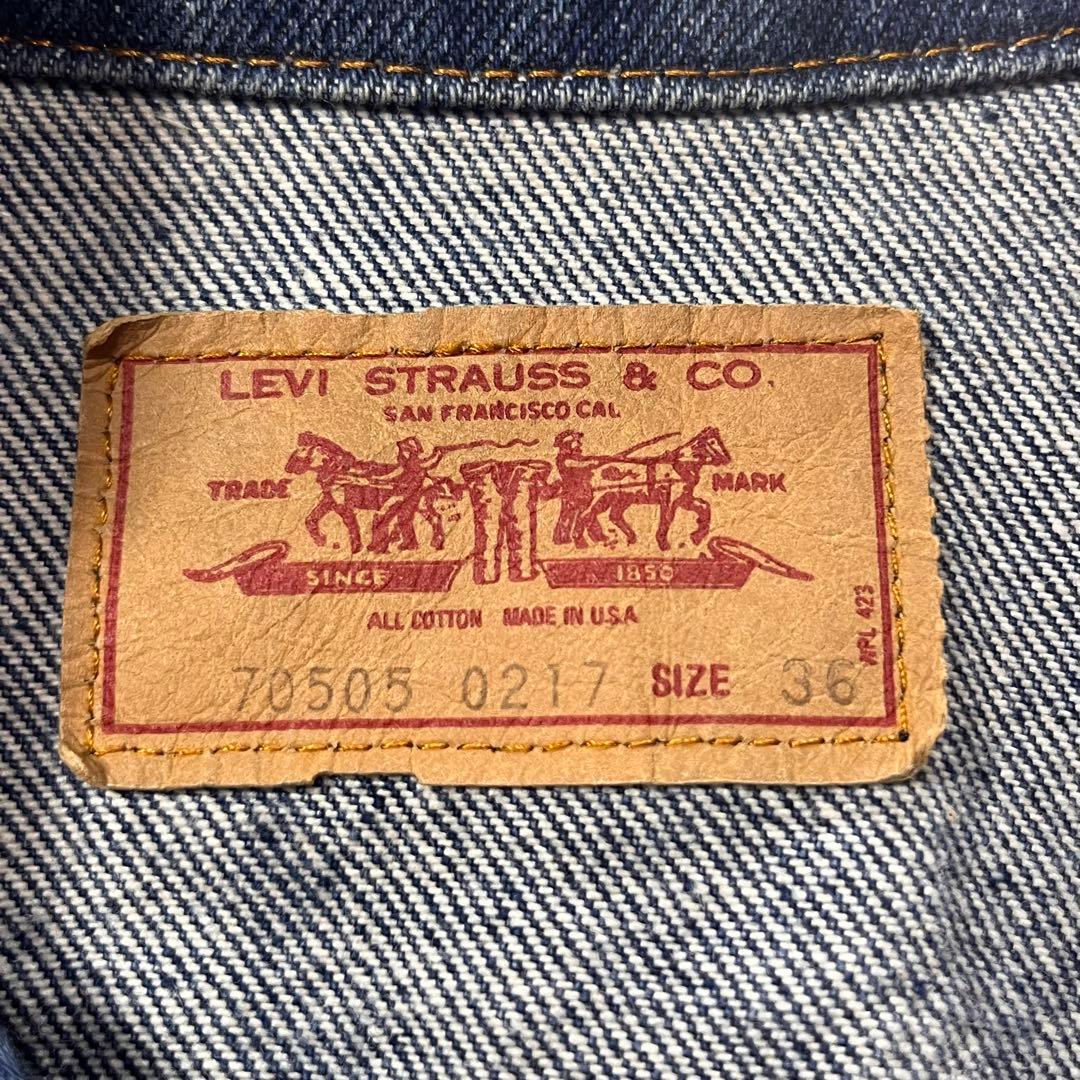 LEVI STRAUSS & CO.
SAN FRANCISCO CAL
TRADE MARK
SINCE 1850
ALL COTTON MADE IN U.S.A
WPL 423
70505 0217 SIZE 36